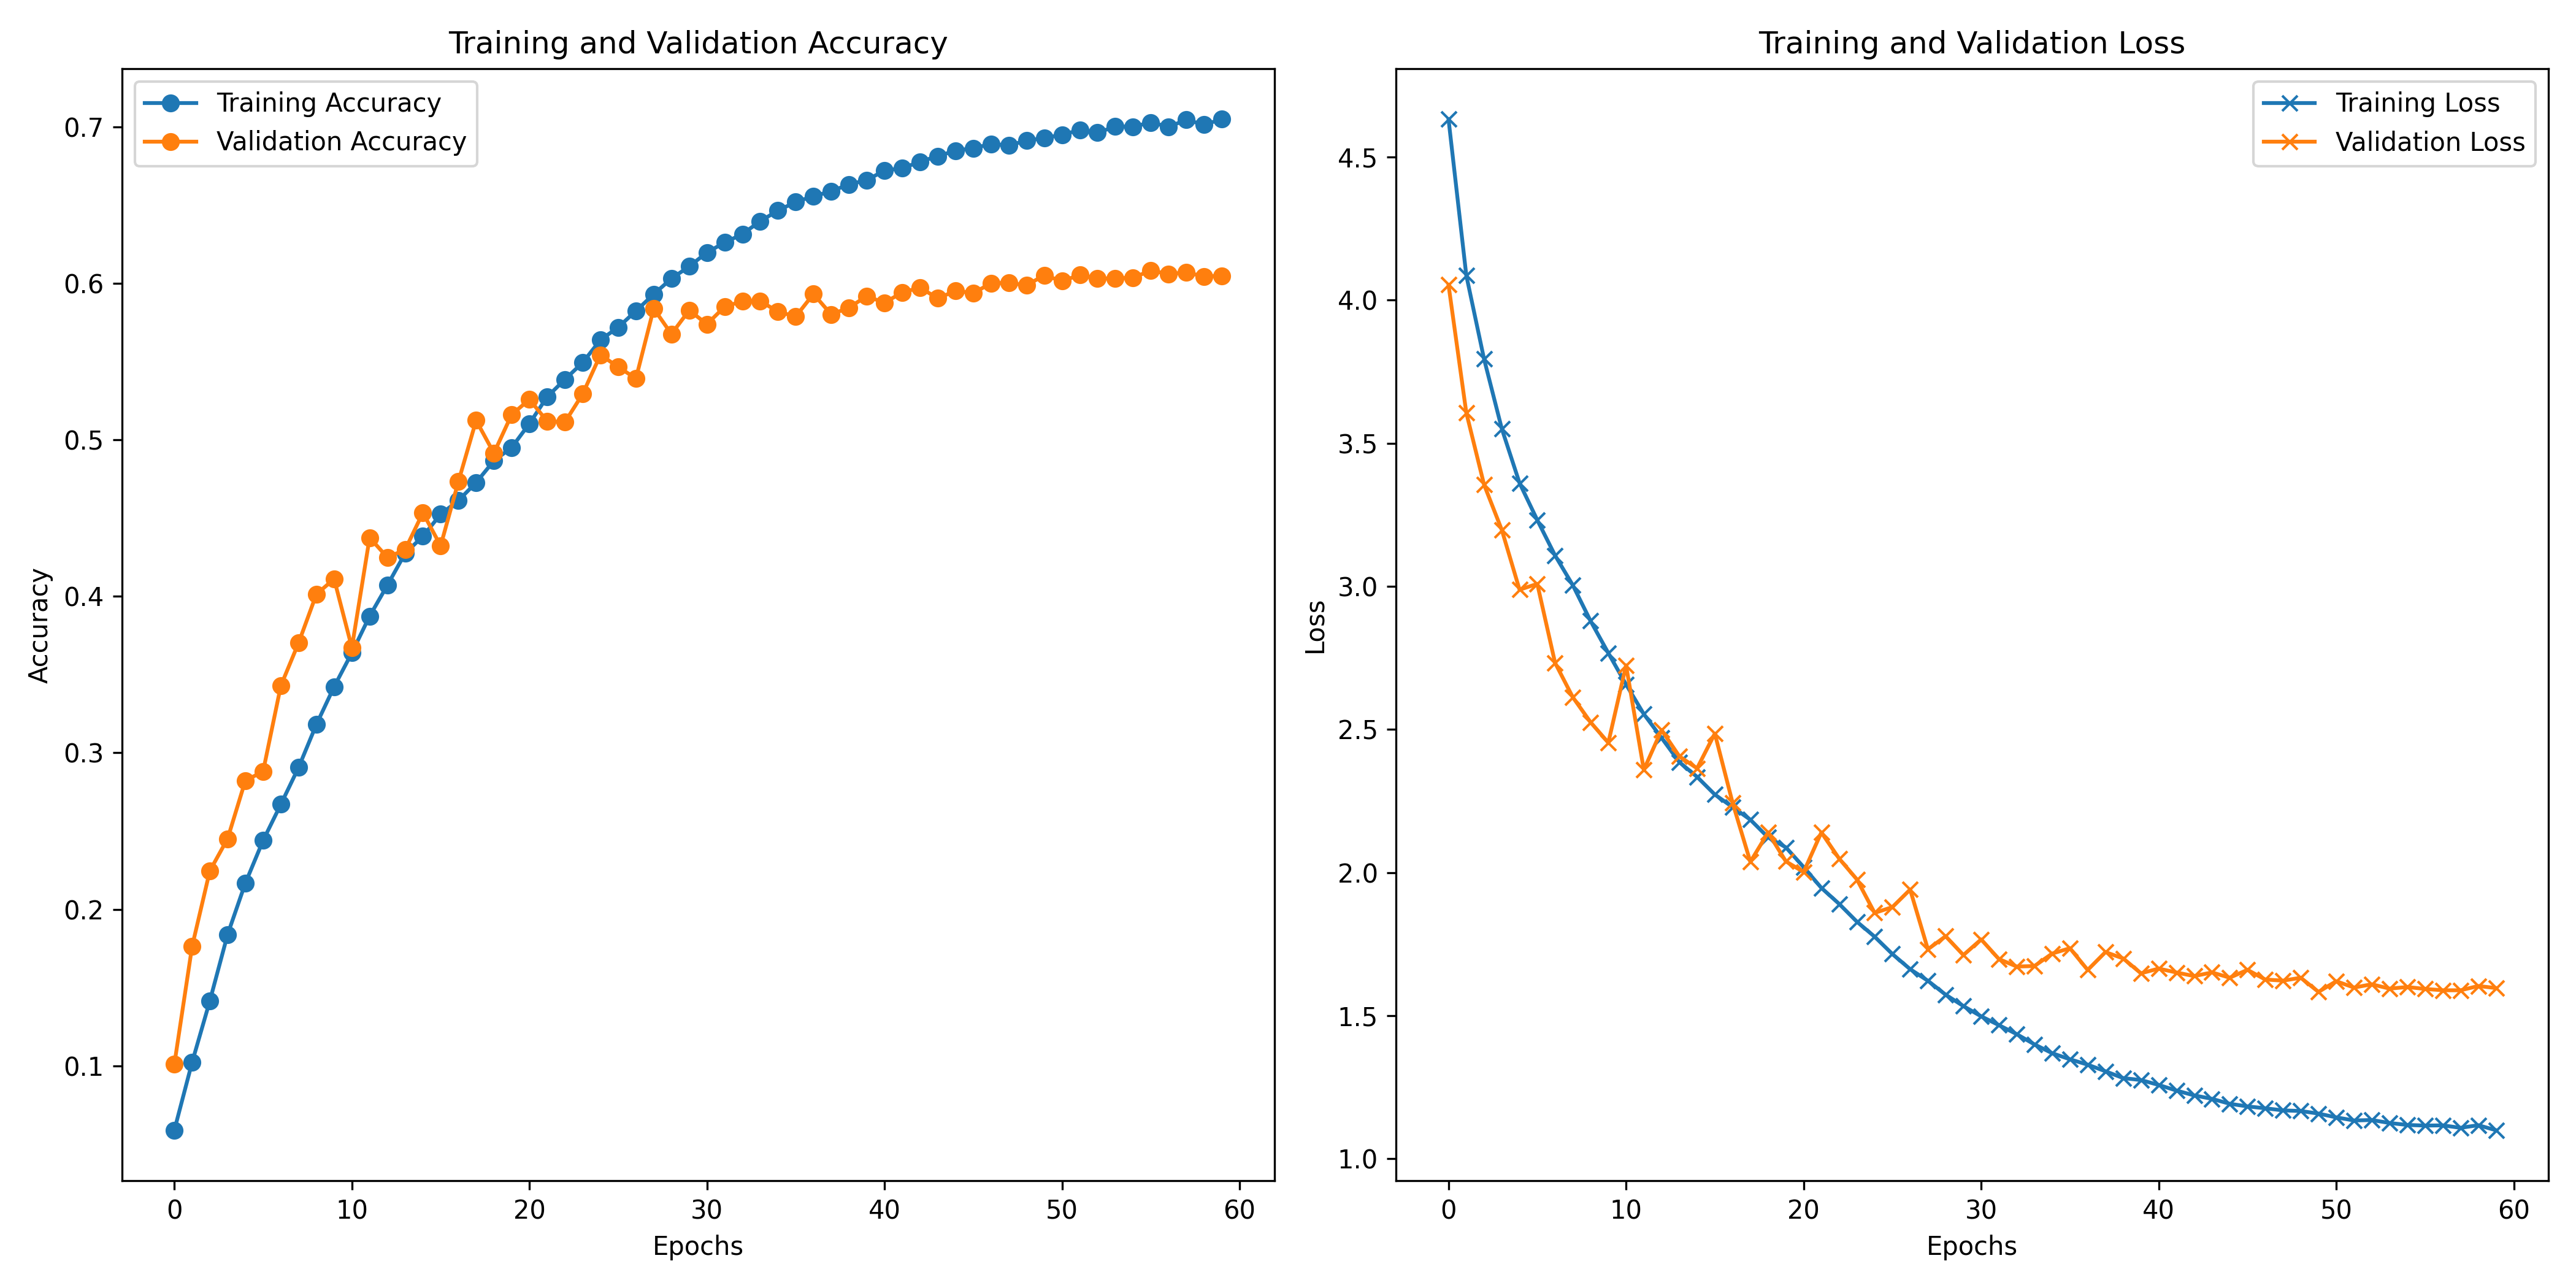 Training and Validation Accuracy
Training Accuracy
Validation Accuracy
0.7
0.6
0.5
0.4
0.3
0.2
0.1
Accuracy
0 10 20 30 40 50 60
Epochs
Training and Validation Loss
Training Loss
Validation Loss
4.5
4.0
3.5
3.0
2.5
2.0
1.5
1.0
Loss
0 10 20 30 40 50 60
Epochs